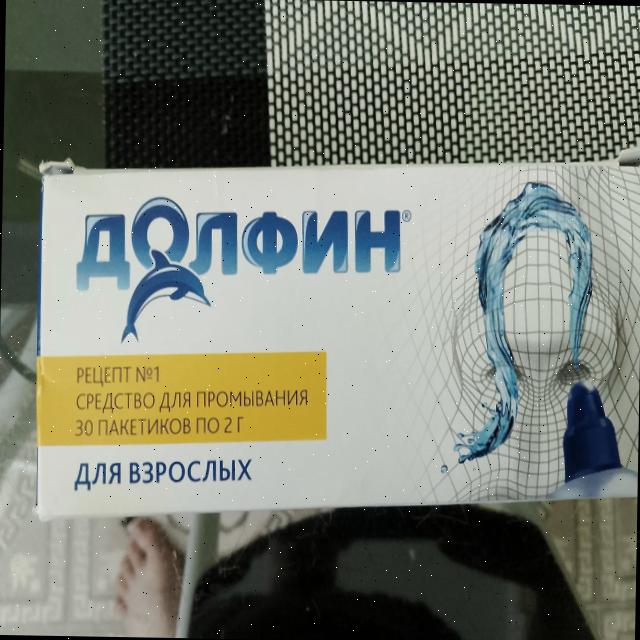 ДОЛФИН®
РЕЦЕПТ №1
СРЕДСТВО ДЛЯ ПРОМЫВАНИЯ
30 ПАКЕТИКОВ ПО 2 Г
ДЛЯ ВЗРОСЛЫХ